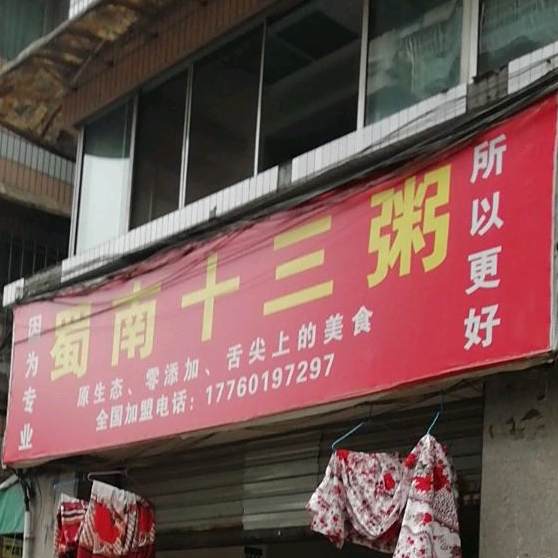 因为专业
蜀南十三粥
原生态、零添加、舌尖上的美食
全国加盟电话：17760197297
所以更好